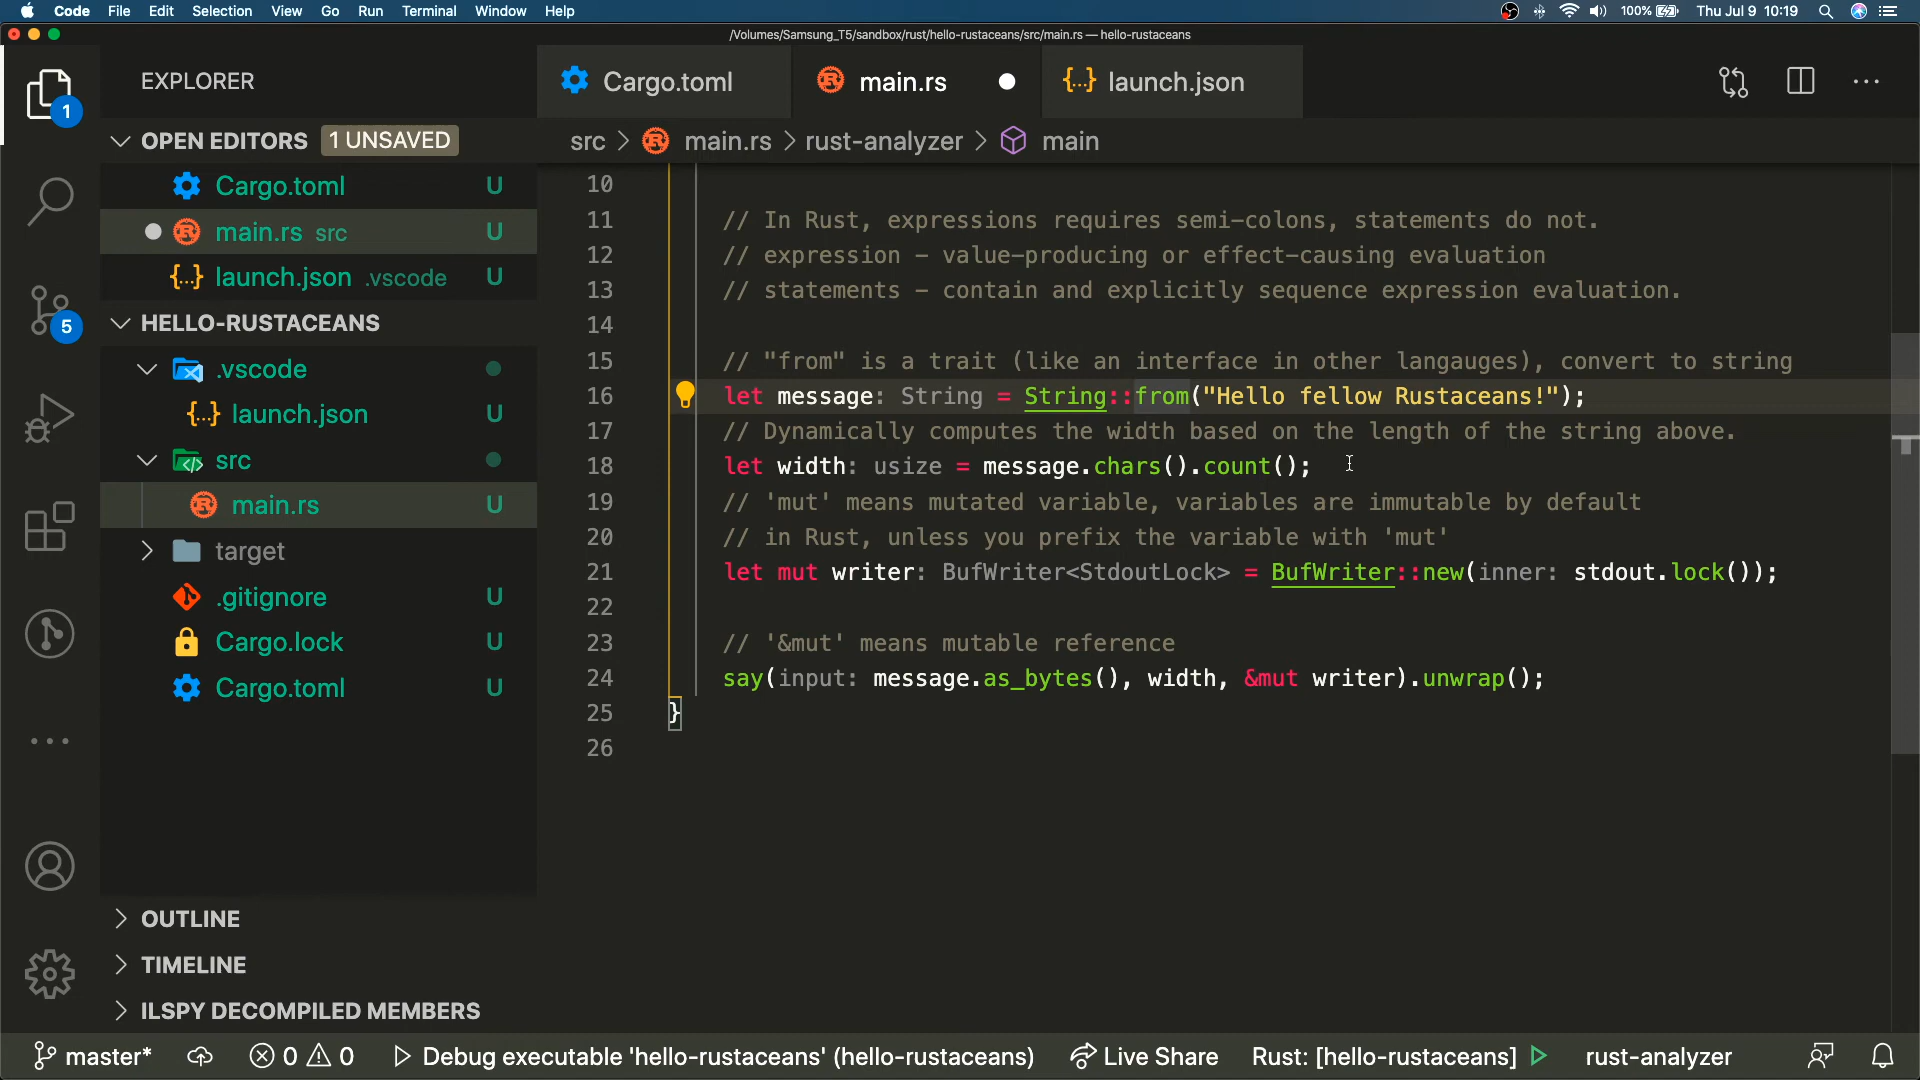 Code File Edit Selection View Go Run Terminal Window Help 100% Thu Jul 9 10:19
/Volumes/Samsung_T5/sandbox/rust/hello-rustaceans/src/main.rs — hello-rustaceans
EXPLORER
Cargo.toml main.rs {..} launch.json
1
OPEN EDITORS 1 UNSAVED
src > main.rs > rust-analyzer > main
Cargo.toml U
main.rs src U
{..} launch.json .vscode U
5
HELLO-RUSTACEANS
.vscode
{..} launch.json U
src
main.rs U
target
.gitignore U
Cargo.lock U
Cargo.toml U
OUTLINE
TIMELINE
ILSPY DECOMPILED MEMBERS
10
11 // In Rust, expressions requires semi-colons, statements do not.
12 // expression – value-producing or effect-causing evaluation
13 // statements – contain and explicitly sequence expression evaluation.
14
15 // "from" is a trait (like an interface in other langauges), convert to string
16 let message: String = String::from("Hello fellow Rustaceans!");
17 // Dynamically computes the width based on the length of the string above.
18 let width: usize = message.chars().count();
19 // 'mut' means mutated variable, variables are immutable by default
20 // in Rust, unless you prefix the variable with 'mut'
21 let mut writer: BufWriter<StdoutLock> = BufWriter::new(inner: stdout.lock());
22
23 // '&mut' means mutable reference
24 say(input: message.as_bytes(), width, &mut writer).unwrap();
25 }
26
master* 0 0 Debug executable 'hello-rustaceans' (hello-rustaceans) Live Share Rust: [hello-rustaceans] rust-analyzer